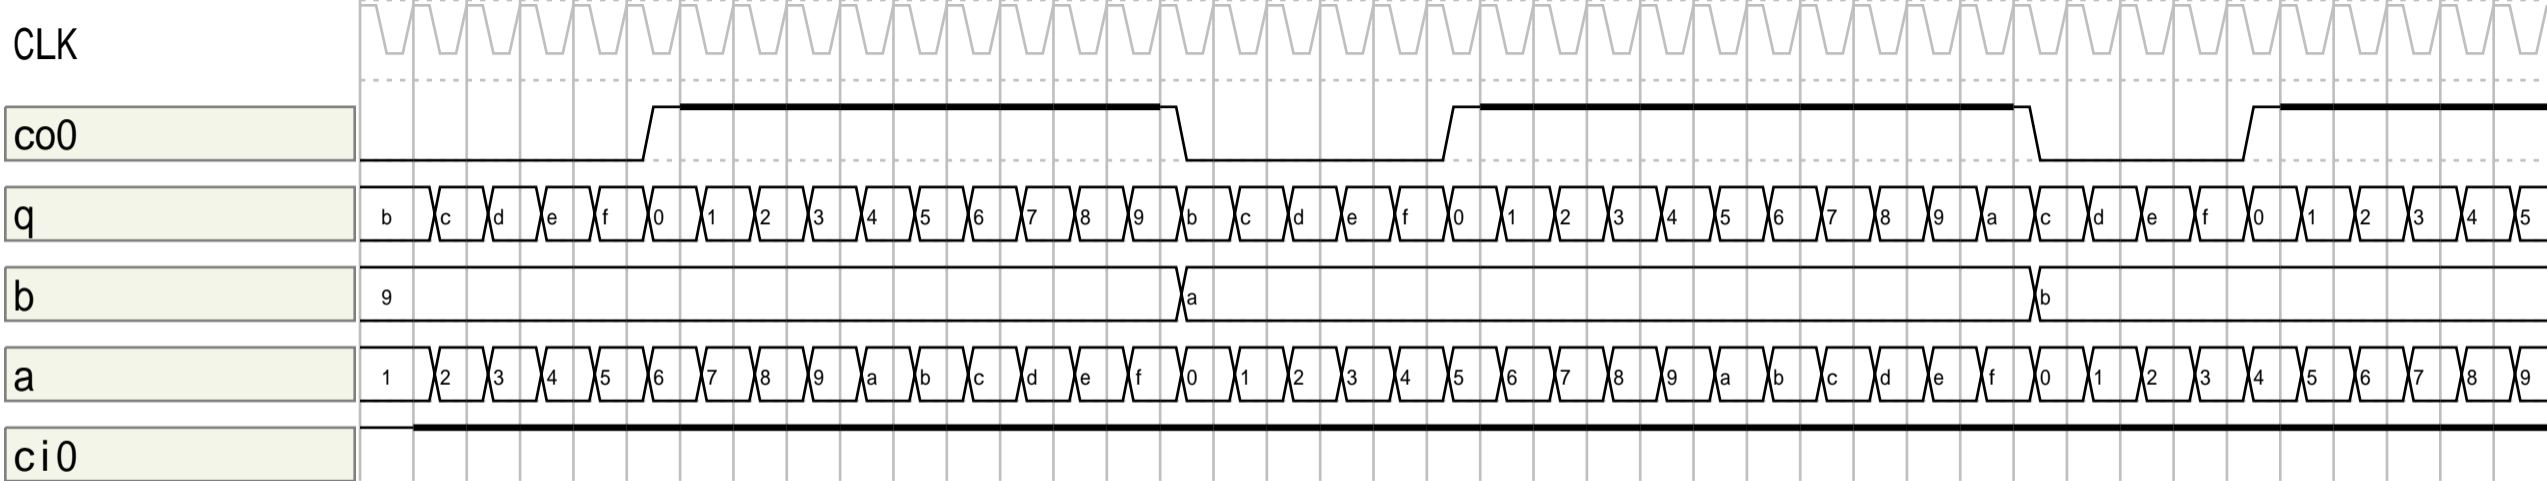 CLK
co0
q b c d e f 0 1 2 3 4 5 6 7 8 9 b c d e f 0 1 2 3 4 5 6 7 8 9 a c d e f 0 1 2 3 4 5
b 9 a b
a 1 2 3 4 5 6 7 8 9 a b c d e f 0 1 2 3 4 5 6 7 8 9 a b c d e f 0 1 2 3 4 5 6 7 8 9
ci0